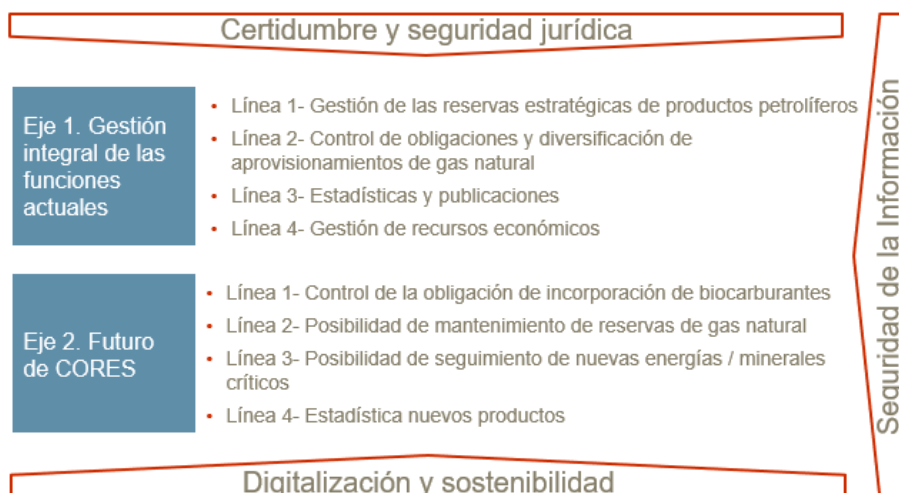 Certidumbre y seguridad jurídica
Eje 1. Gestión
integral de las
funciones
actuales
• Línea 1- Gestión de las reservas estratégicas de productos petrolíferos
• Línea 2- Control de obligaciones y diversificación de
aprovisionamientos de gas natural
• Línea 3- Estadísticas y publicaciones
• Línea 4- Gestión de recursos económicos
Eje 2. Futuro
de CORES
• Línea 1- Control de la obligación de incorporación de biocarburantes
• Línea 2- Posibilidad de mantenimiento de reservas de gas natural
• Línea 3- Posibilidad de seguimiento de nuevas energías / minerales
críticos
• Línea 4- Estadística nuevos productos
Digitalización y sostenibilidad
Seguridad de la Información